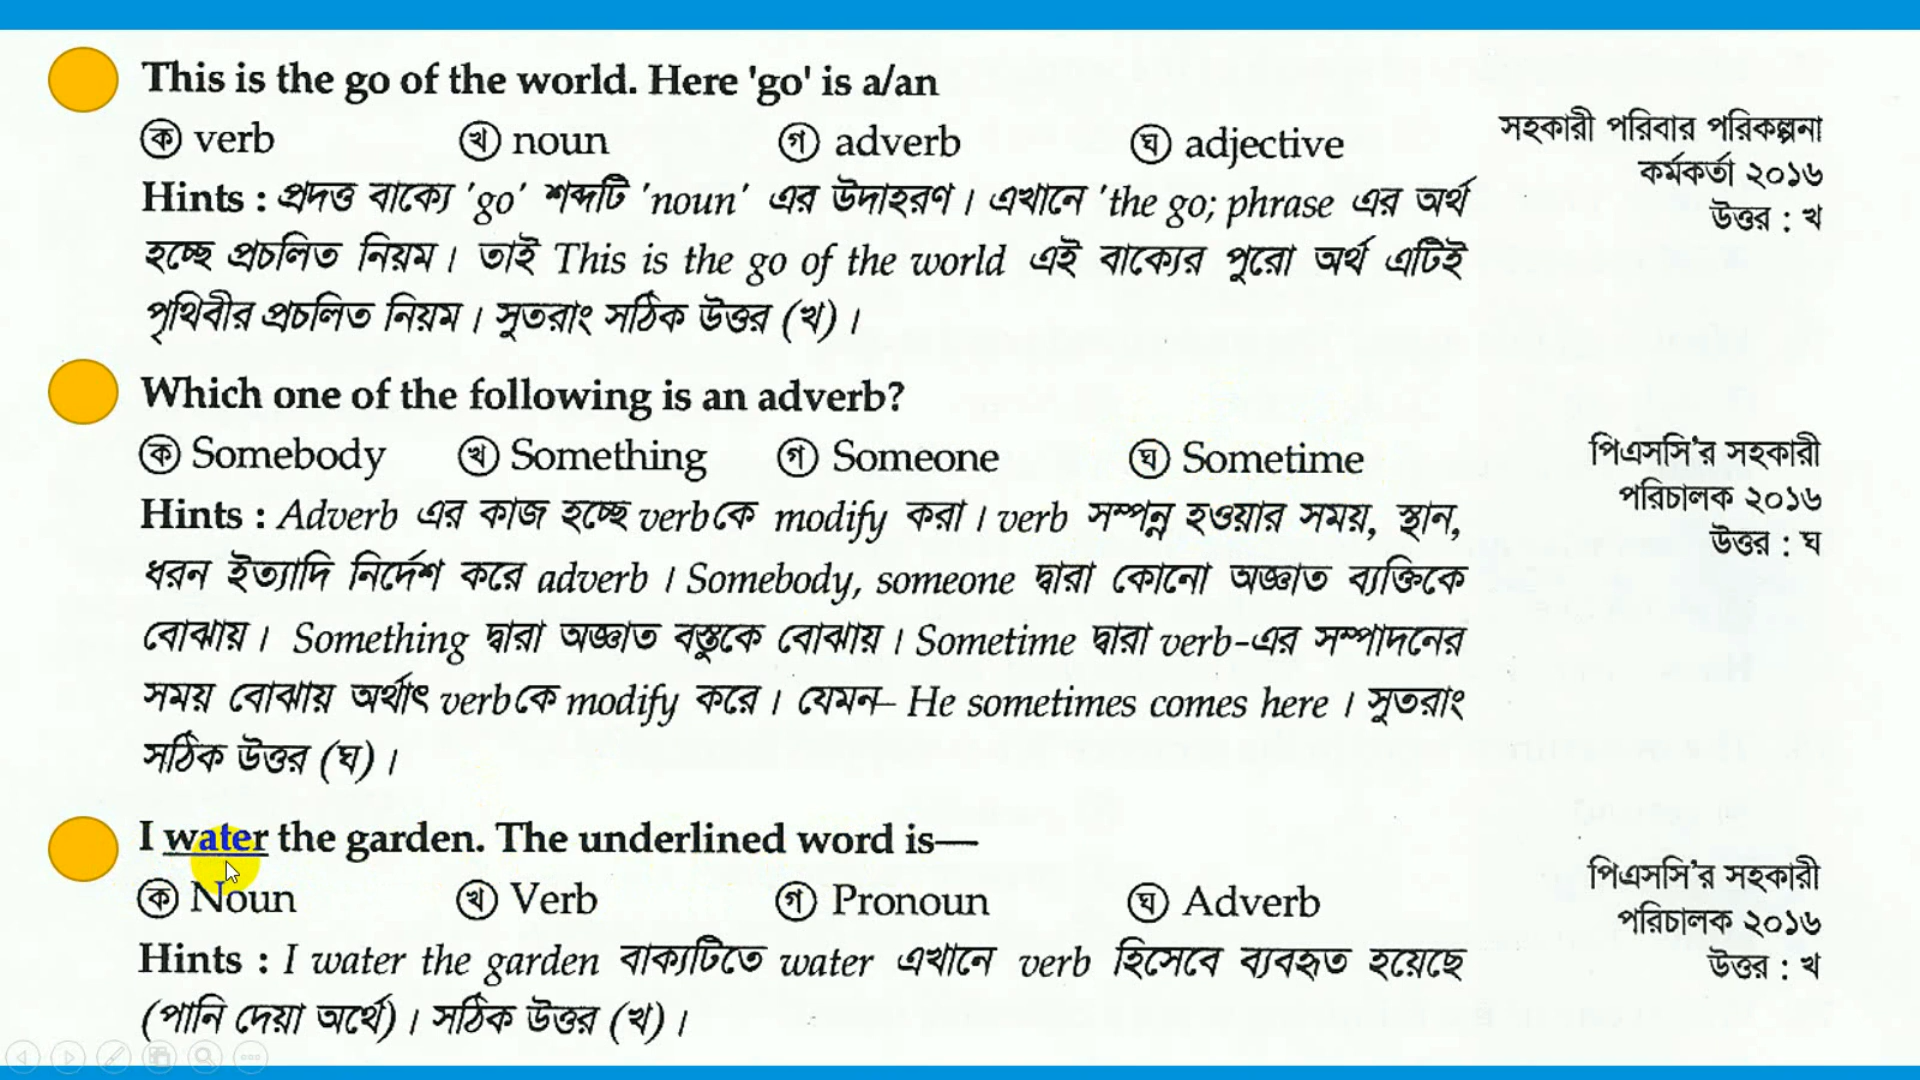 This is the go of the world. Here 'go' is a/an
ক verb খ noun গ adverb ঘ adjective
সহকারী পরিবার পরিকল্পনা
কর্মকর্তা ২০১৬
উত্তর : খ
Hints : প্রদত্ত বাক্যে 'go' শব্দটি 'noun' এর উদাহরণ। এখানে 'the go; phrase এর অর্থ
হচ্ছে প্রচলিত নিয়ম। তাই This is the go of the world এই বাক্যের পুরো অর্থ এটিই
পৃথিবীর প্রচলিত নিয়ম। সুতরাং সঠিক উত্তর (খ)।
Which one of the following is an adverb?
ক Somebody খ Something গ Someone ঘ Sometime
পিএসসি'র সহকারী
পরিচালক ২০১৬
উত্তর : ঘ
Hints : Adverb এর কাজ হচ্ছে verbকে modify করা। verb সম্পন্ন হওয়ার সময়, স্থান,
ধরন ইত্যাদি নির্দেশ করে adverb । Somebody, someone দ্বারা কোনো অজ্ঞাত ব্যক্তিকে
বোঝায়। Something দ্বারা অজ্ঞাত বস্তুকে বোঝায়। Sometime দ্বারা verb-এর সম্পাদনের
সময় বোঝায় অর্থাৎ verbকে modify করে। যেমন– He sometimes comes here । সুতরাং
সঠিক উত্তর (ঘ)।
I water the garden. The underlined word is—
ক Noun খ Verb গ Pronoun ঘ Adverb
পিএসসি'র সহকারী
পরিচালক ২০১৬
উত্তর : খ
Hints : I water the garden বাক্যটিতে water এখানে verb হিসেবে ব্যবহৃত হয়েছে
(পানি দেয়া অর্থে)। সঠিক উত্তর (খ)।